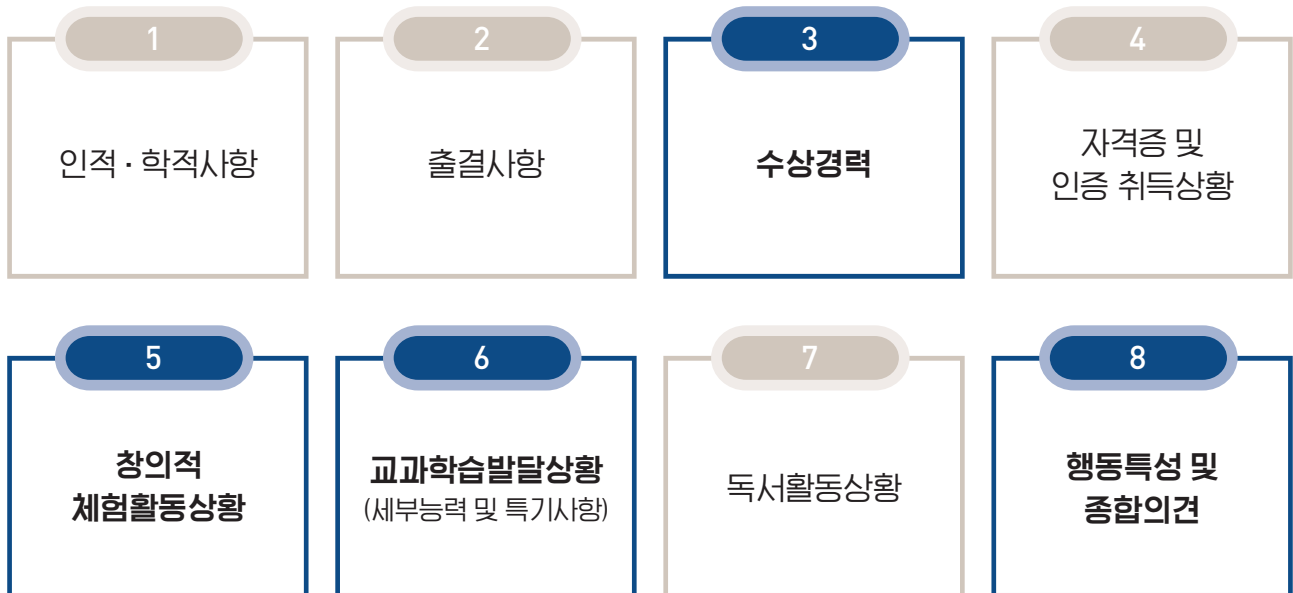 1
인적 · 학적사항
2
출결사항
3
수상경력
4
자격증 및
인증 취득상황
5
창의적
체험활동상황
6
교과학습발달상황
(세부능력 및 특기사항)
7
독서활동상황
8
행동특성 및
종합의견